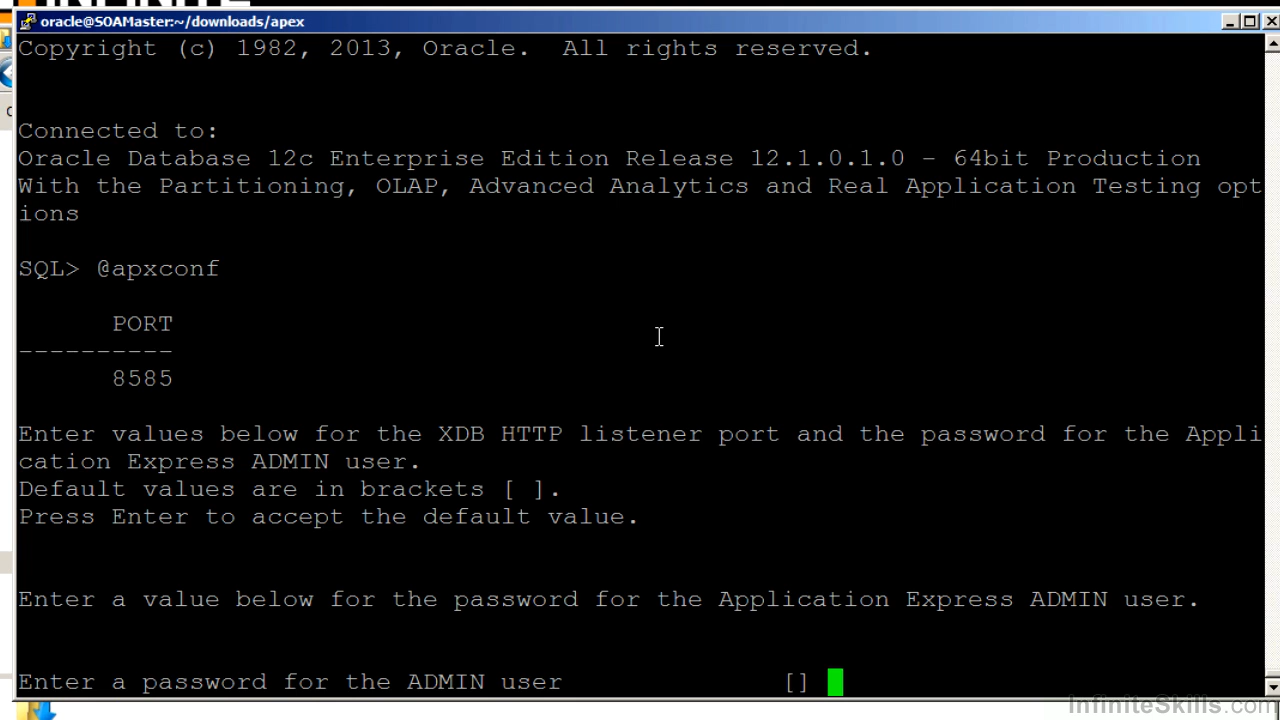 oracle@SOAMaster:~/downloads/apex
Copyright (c) 1982, 2013, Oracle.  All rights reserved.
Connected to:
Oracle Database 12c Enterprise Edition Release 12.1.0.1.0 - 64bit Production
With the Partitioning, OLAP, Advanced Analytics and Real Application Testing opt
ions
SQL> @apxconf
PORT
----------
8585
Enter values below for the XDB HTTP listener port and the password for the Appli
cation Express ADMIN user.
Default values are in brackets [ ].
Press Enter to accept the default value.
Enter a value below for the password for the Application Express ADMIN user.
Enter a password for the ADMIN user              []
InfiniteSkills.com